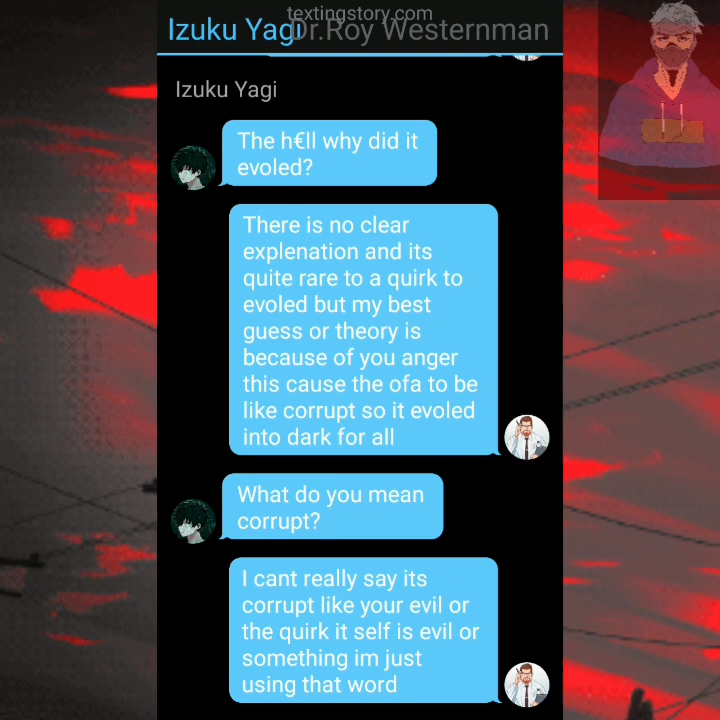 textingstory.com
Izuku Yagi
Dr.Roy Westernman
Izuku Yagi
The h€ll why did it
evoled?
There is no clear
explenation and its
quite rare to a quirk to
evoled but my best
guess or theory is
because of you anger
this cause the ofa to be
like corrupt so it evoled
into dark for all
What do you mean
corrupt?
I cant really say its
corrupt like your evil or
the quirk it self is evil or
something im just
using that word